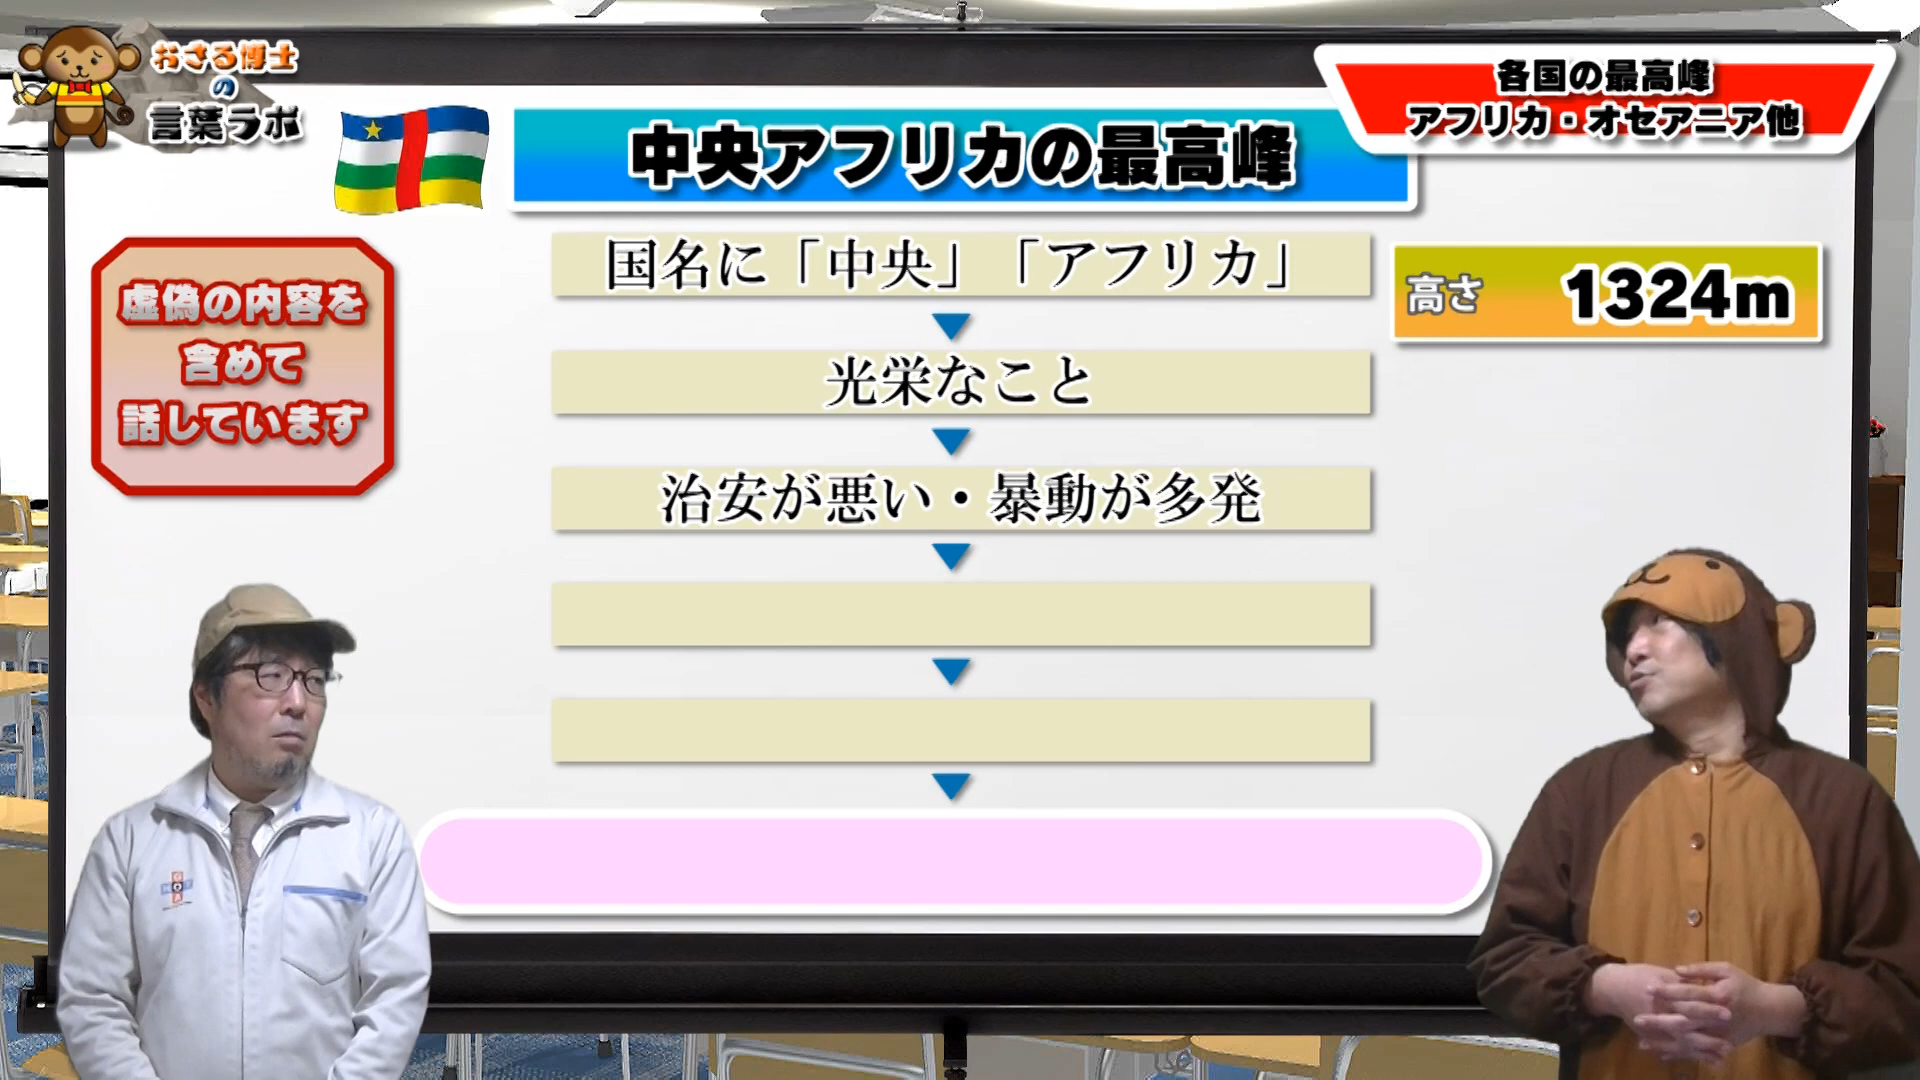 おさる博士
の
言葉ラボ
各国の最高峰
アフリカ・オセアニア他
中央アフリカの最高峰
虚偽の内容を
含めて
話しています
国名に「中央」「アフリカ」
高さ 1324m
光栄なこと
治安が悪い・暴動が多発